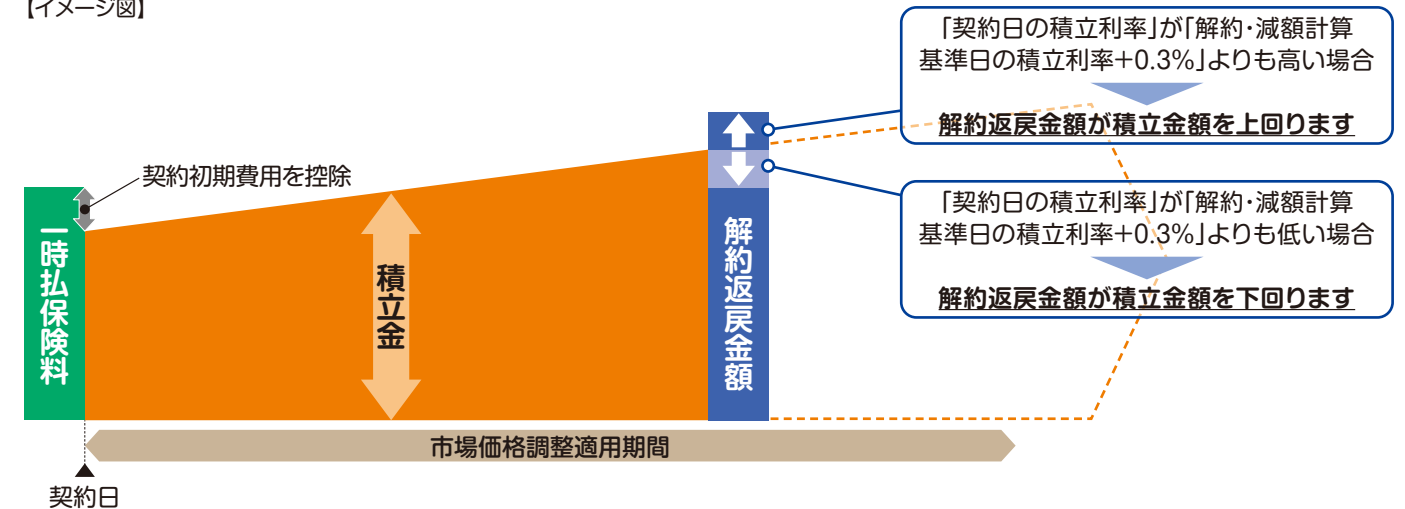 【イメージ図】
「契約日の積立利率」が「解約・減額計算
基準日の積立利率+0.3%」よりも高い場合
解約返戻金額が積立金額を上回ります
契約初期費用を控除
「契約日の積立利率」が「解約・減額計算
基準日の積立利率+0.3%」よりも低い場合
解約返戻金額が積立金額を下回ります
一時払保険料
積立金
解約返戻金額
市場価格調整適用期間
契約日